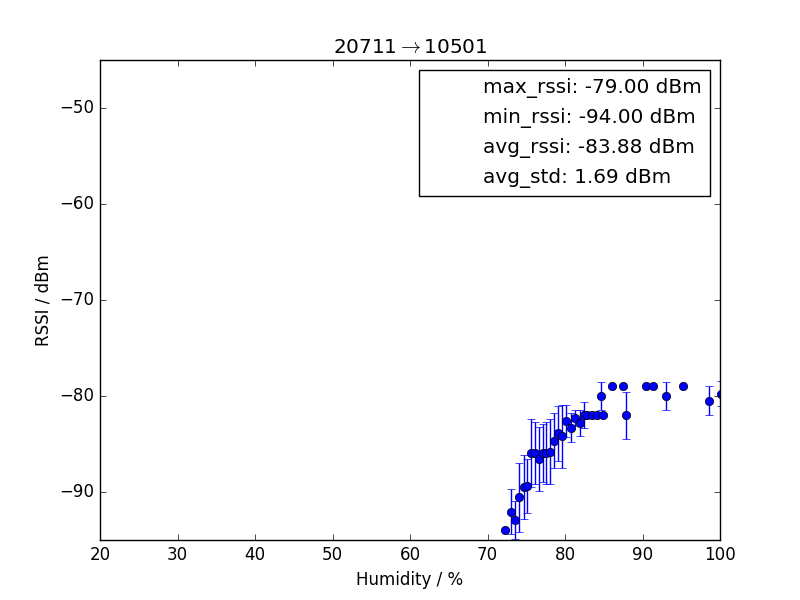 20711→10501
max_rssi: -79.00 dBm
min_rssi: -94.00 dBm
avg_rssi: -83.88 dBm
avg_std: 1.69 dBm
−50
−60
−70
−80
−90
RSSI / dBm
20 30 40 50 60 70 80 90 100
Humidity / %